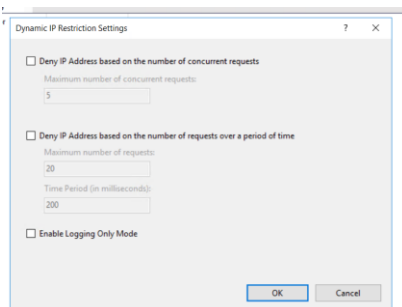 Dynamic IP Restriction Settings ? ×
Deny IP Address based on the number of concurrent requests
Maximum number of concurrent requests:
5
Deny IP Address based on the number of requests over a period of time
Maximum number of requests:
20
Time Period (in milliseconds):
200
Enable Logging Only Mode
OK Cancel